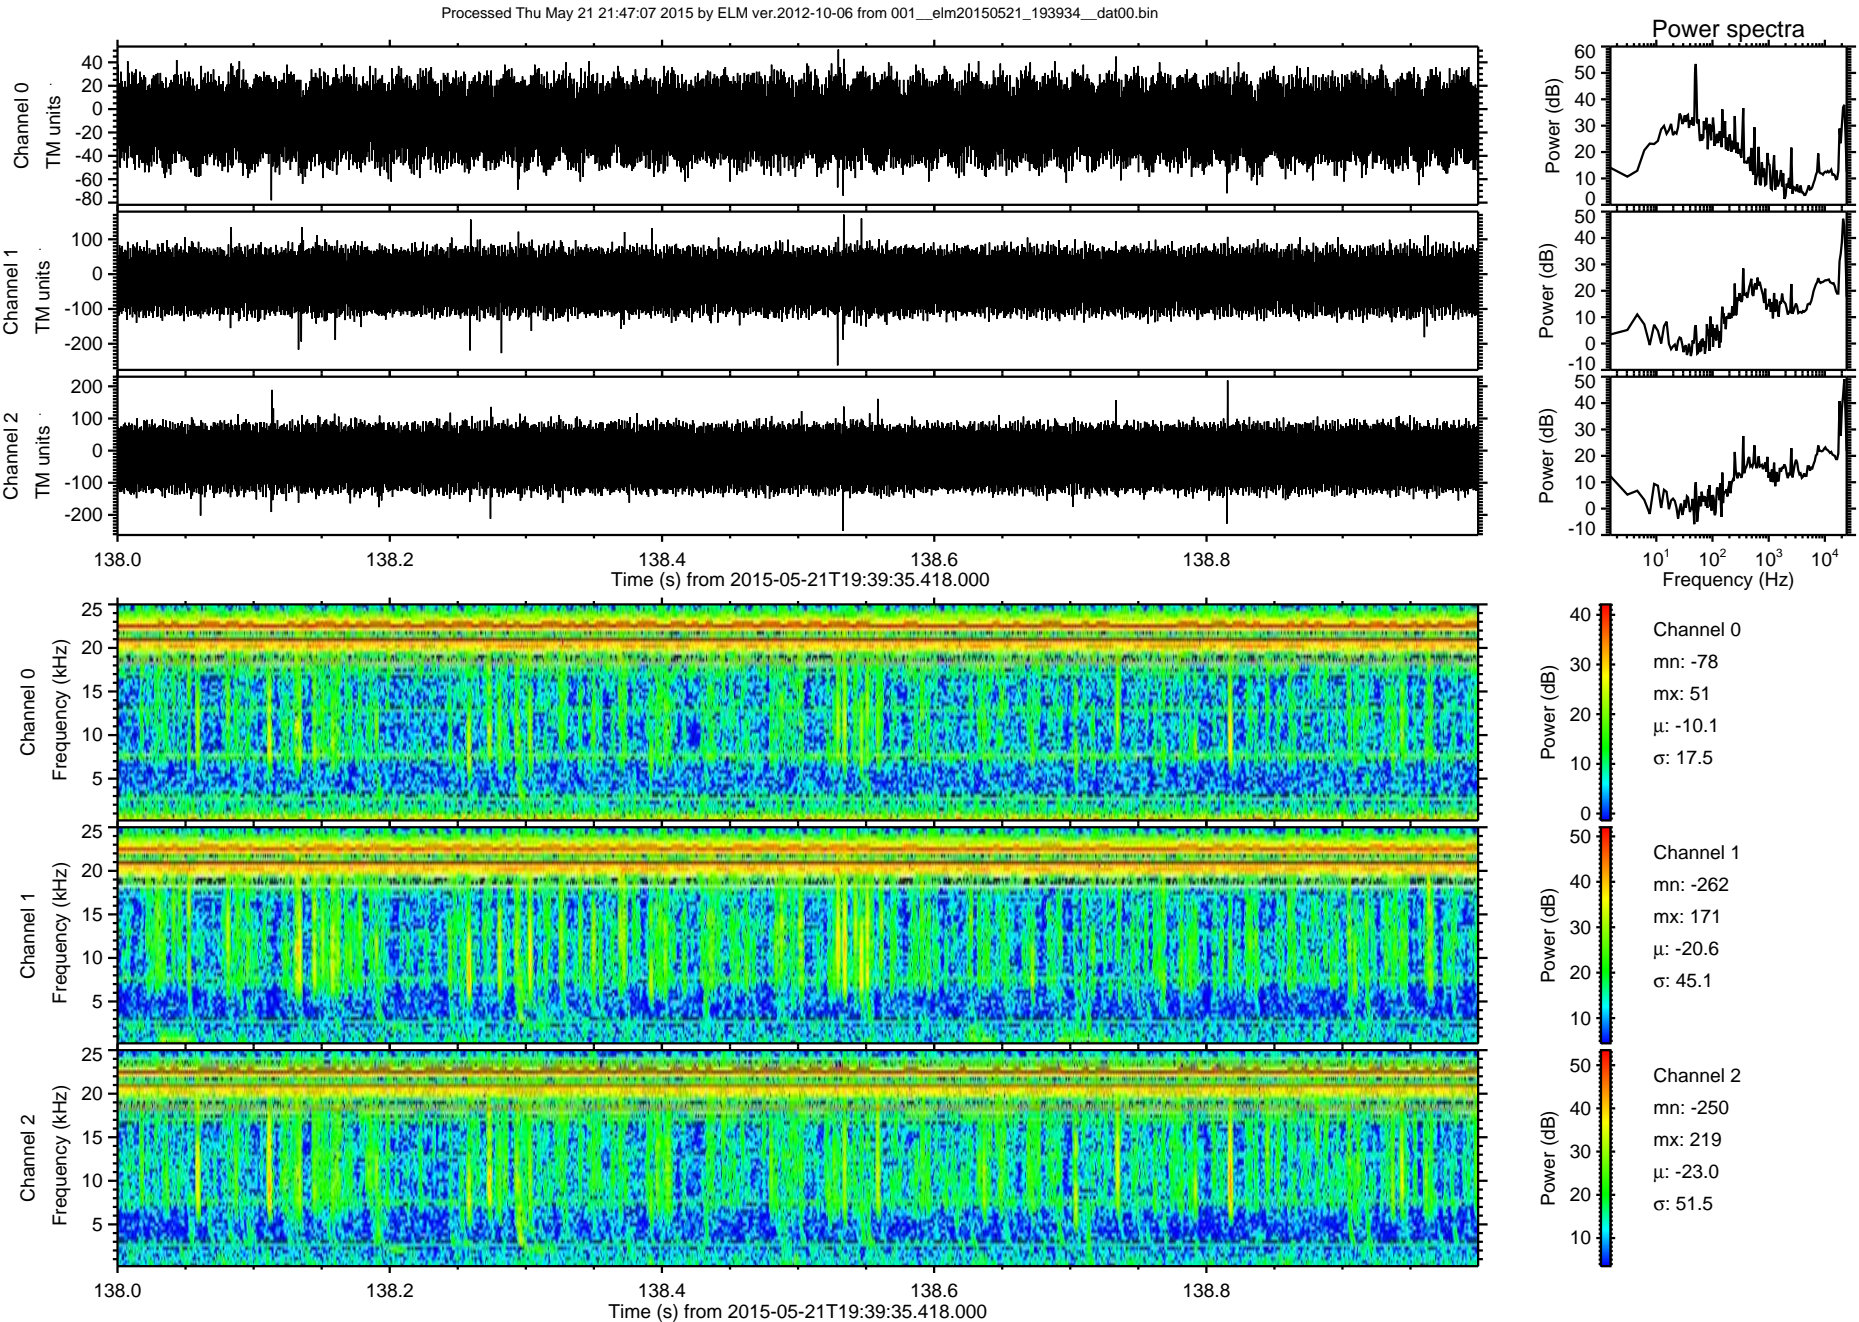 Processed Thu May 21 21:47:07 2015 by ELM ver.2012-10-06 from 001__elm20150521_193934__dat00.bin
Power spectra
Channel 0
TM units
40
20
0
-20
-40
-60
-80
Power (dB)
60
50
40
30
20
10
0
Channel 1
TM units
100
0
-100
-200
Power (dB)
50
40
30
20
10
0
-10
Channel 2
TM units
200
100
0
-100
-200
Power (dB)
50
40
30
20
10
0
-10
138.0 138.2 138.4 138.6 138.8
Time (s) from 2015-05-21T19:39:35.418.000
10^1 10^2 10^3 10^4
Frequency (Hz)
Channel 0
Frequency (kHz)
25
20
15
10
5
Power (dB)
40
30
20
10
0
Channel 0
mn: -78
mx: 51
μ: -10.1
σ: 17.5
Channel 1
Frequency (kHz)
25
20
15
10
5
Power (dB)
50
40
30
20
10
Channel 1
mn: -262
mx: 171
μ: -20.6
σ: 45.1
Channel 2
Frequency (kHz)
25
20
15
10
5
Power (dB)
50
40
30
20
10
Channel 2
mn: -250
mx: 219
μ: -23.0
σ: 51.5
138.0 138.2 138.4 138.6 138.8
Time (s) from 2015-05-21T19:39:35.418.000